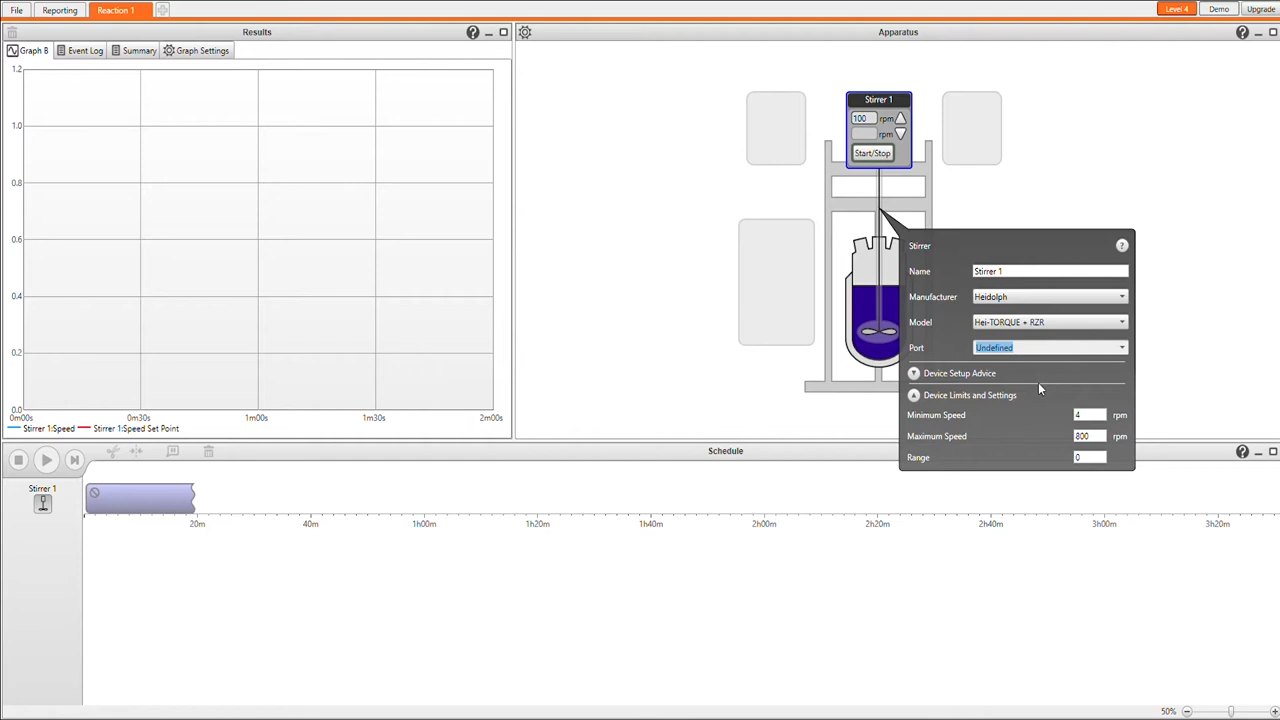 File Reporting Reaction 1 Level 4 Demo Upgrade
Results Apparatus
Graph B Event Log Summary Graph Settings
1.2
1.0
0.8
0.6
0.4
0.2
0.0
0m00s 0m30s 1m00s 1m30s 2m00s
Stirrer 1:Speed Stirrer 1:Speed Set Point
Stirrer 1
100 rpm
rpm
Start/Stop
Stirrer ?
Name Stirrer 1
Manufacturer Heidolph
Model Hei-TORQUE + RZR
Port Undefined
Device Setup Advice
Device Limits and Settings
Minimum Speed 4 rpm
Maximum Speed 800 rpm
Range 0
Schedule
Stirrer 1
20m 40m 1h00m 1h20m 1h40m 2h00m 2h20m 2h40m 3h00m 3h20m
50%